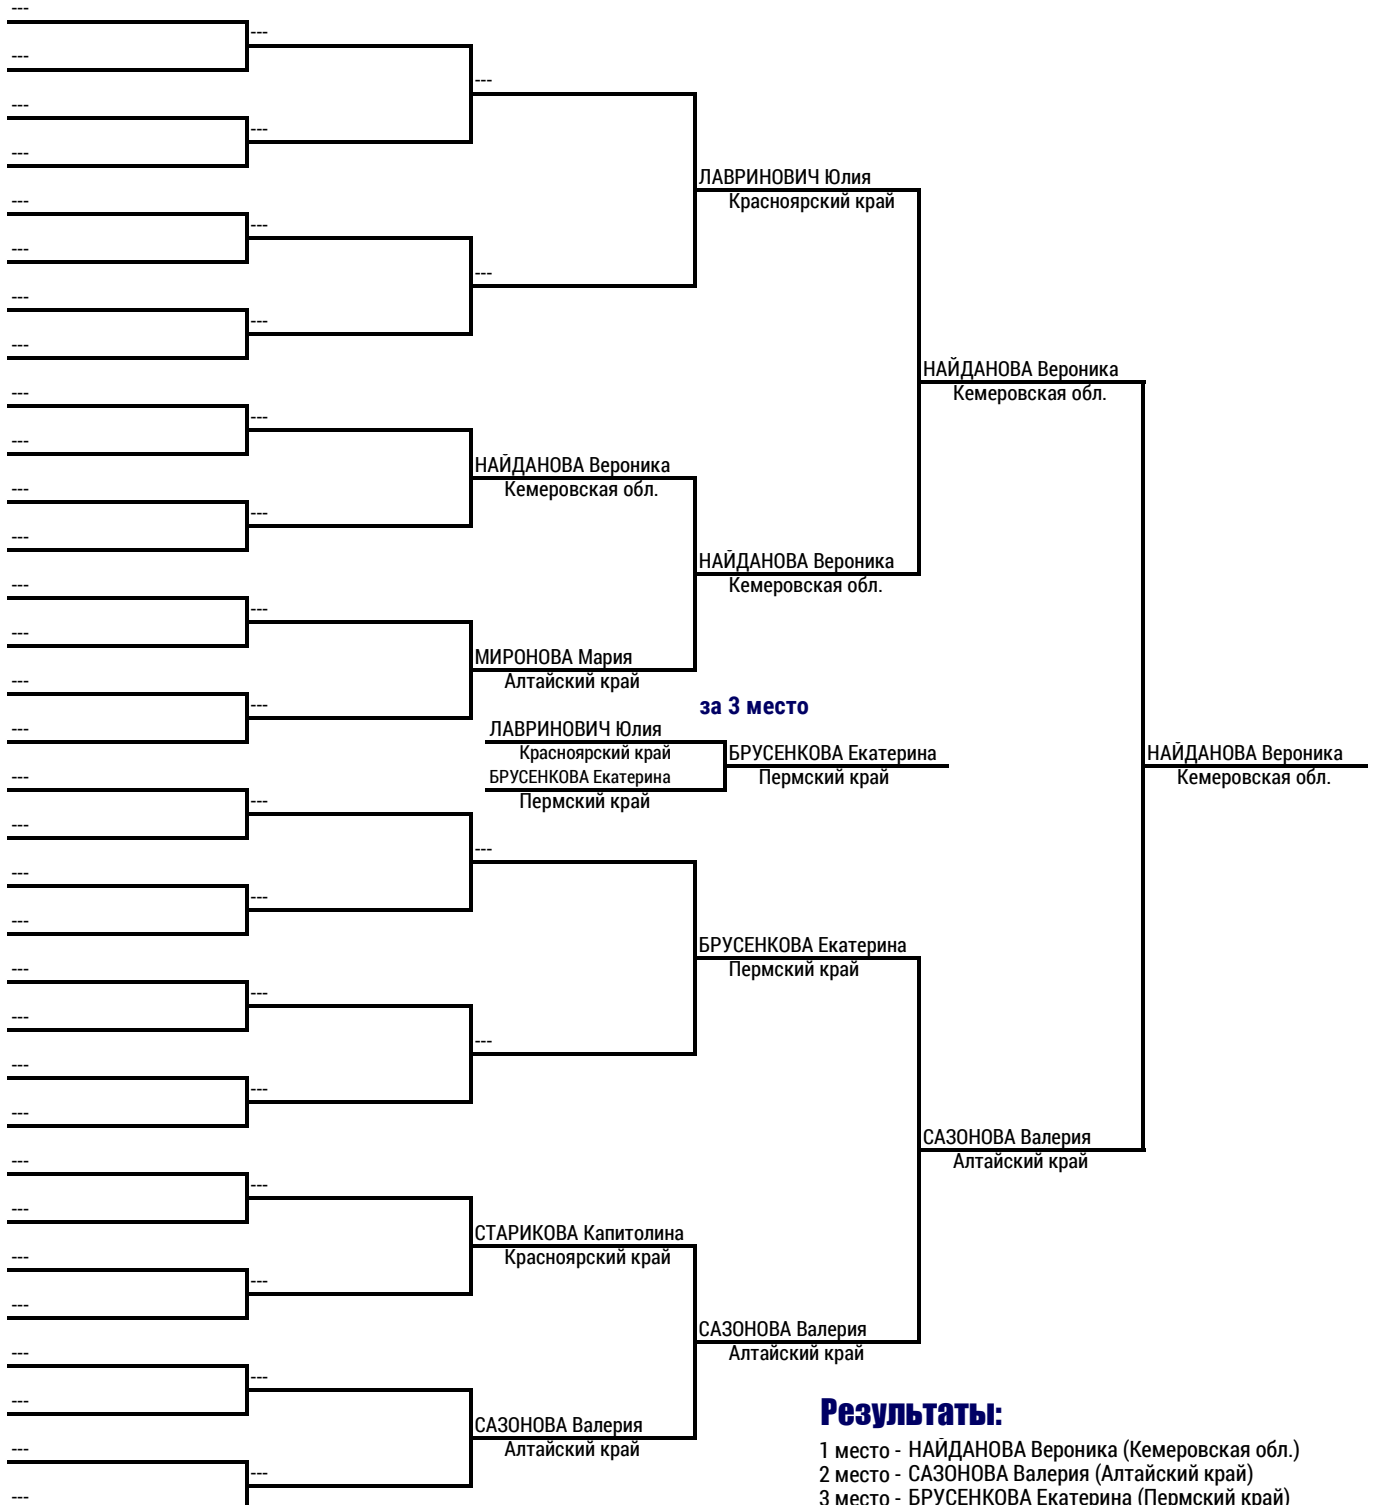 ---
---
---
---
---
---
---
---
ЛАВРИНОВИЧ Юлия
---
Красноярский край
---
---
---
---
---
---
НАЙДАНОВА Вероника
---
Кемеровская обл.
---
---
НАЙДАНОВА Вероника
---
Кемеровская обл.
---
---
НАЙДАНОВА Вероника
Кемеровская обл.
---
---
---
МИРОНОВА Мария
---
Алтайский край
за 3 место
---
---
ЛАВРИНОВИЧ Юлия
Красноярский край
БРУСЕНКОВА Екатерина
НАЙДАНОВА Вероника
---
БРУСЕНКОВА Екатерина
Пермский край
Кемеровская обл.
Пермский край
---
---
---
---
---
---
БРУСЕНКОВА Екатерина
---
Пермский край
---
---
---
---
---
---
САЗОНОВА Валерия
---
Алтайский край
---
---
СТАРИКОВА Капитолина
---
Красноярский край
---
---
САЗОНОВА Валерия
---
Алтайский край
---
---
Результаты:
САЗОНОВА Валерия
---
Алтайский край
1 место - НАЙДАНОВА Вероника (Кемеровская обл.)
---
2 место - САЗОНОВА Валерия (Алтайский край)
---
3 место - БРУСЕНКОВА Екатерина (Пермский край)